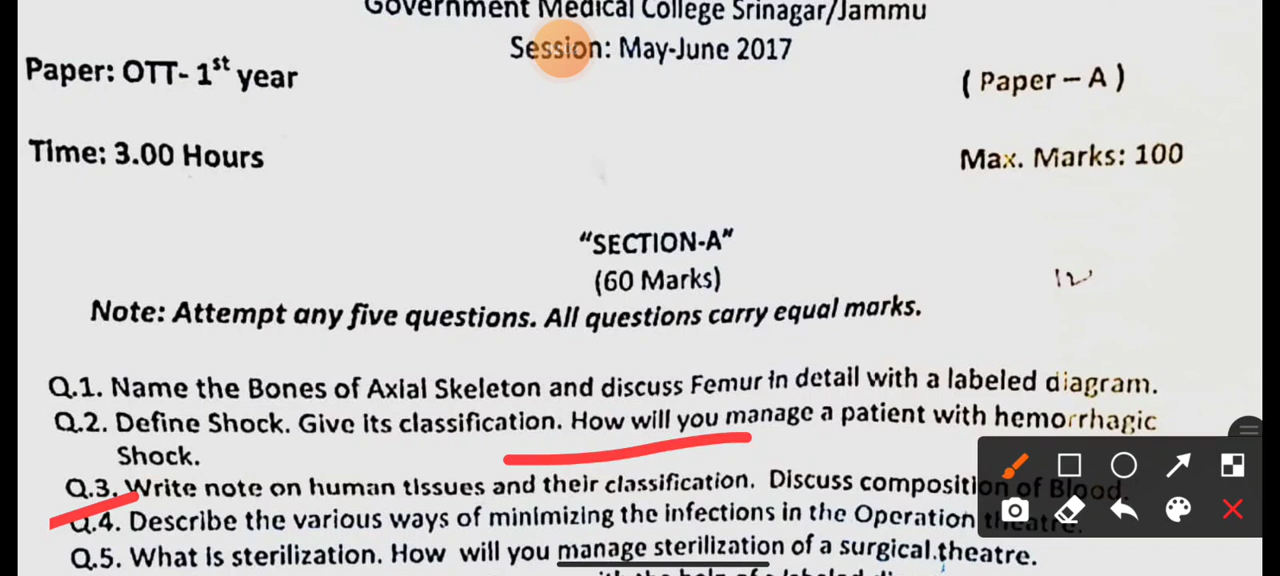 Government Medical College Srinagar/Jammu
Session: May-June 2017
Paper: OTT- 1st year
( Paper – A )
Time: 3.00 Hours
Max. Marks: 100
"SECTION-A"
(60 Marks)
12
Note: Attempt any five questions. All questions carry equal marks.
Q.1. Name the Bones of Axial Skeleton and discuss Femur in detail with a labeled diagram.
Q.2. Define Shock. Give its classification. How will you manage a patient with hemorrhagic
Shock.
Q.3. Write note on human tissues and their classification. Discuss composition of Blood.
Q.4. Describe the various ways of minimizing the infections in the Operation theatre.
Q.5. What is sterilization. How will you manage sterilization of a surgical.theatre.